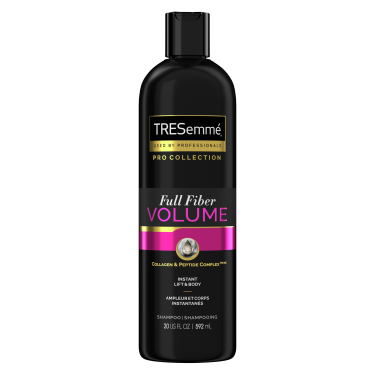 TRESemmé
USED BY PROFESSIONALS
PRO COLLECTION
Full Fiber
VOLUME
COLLAGEN & PEPTIDE COMPLEX
INSTANT
LIFT & BODY
AMPLEUR ET CORPS
INSTANTANÉS
SHAMPOO | SHAMPOOING
20 US FL OZ | 592 mL